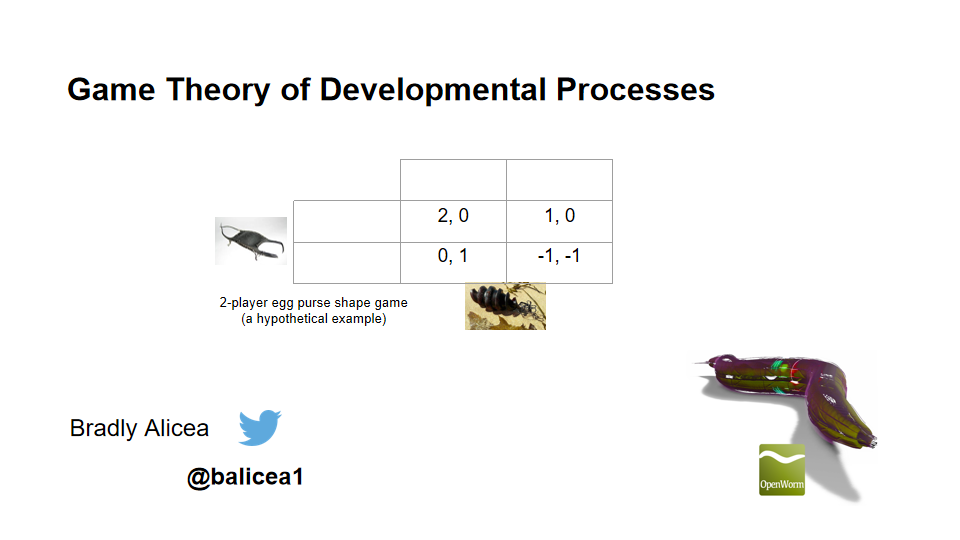 Game Theory of Developmental Processes
2, 0 1, 0
0, 1 -1, -1
2-player egg purse shape game
(a hypothetical example)
Bradly Alicea
@balicea1
OpenWorm